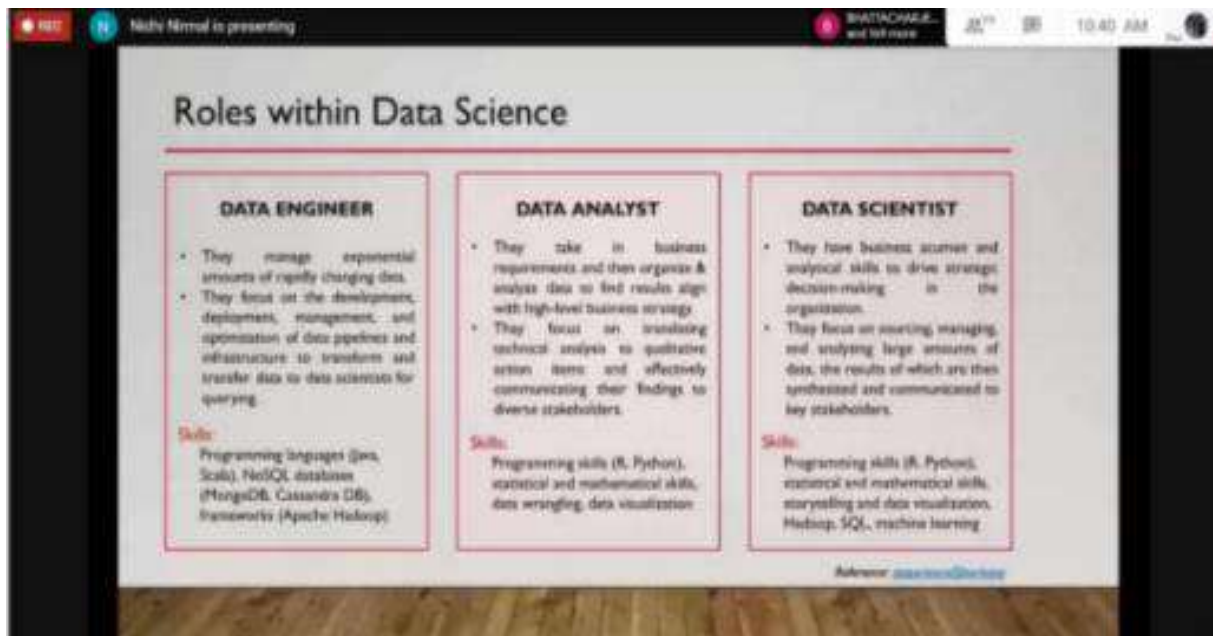 REC
N
Nidhi Nirmal is presenting
B
BHATTACHARJE...
and more
10:40 AM
You
Roles within Data Science
DATA ENGINEER
• They manage exponential
amounts of rapidly changing data.
• They focus on the development,
deployment, management, and
optimization of data pipelines and
infrastructure to transform and
transfer data to data scientists for
querying.
Skills:
Programming languages (Java,
Scala), NoSQL databases
(MongoDB, Cassandra DB),
frameworks (Apache Hadoop)
DATA ANALYST
• They take in business
requirements and then organize &
analyze data to find results align
with high-level business strategy.
• They focus on translating
technical analysis to qualitative
action items and effectively
communicating their findings to
diverse stakeholders.
Skills:
Programming skills (R, Python),
statistical and mathematical skills,
data wrangling, data visualization
DATA SCIENTIST
• They have business acumen and
analytical skills to drive strategic
decision-making in the
organization.
• They focus on sourcing, managing,
and analyzing large amounts of
data, the results of which are then
synthesized and communicated to
key stakeholders.
Skills:
Programming skills (R, Python),
statistical and mathematical skills,
storytelling and data visualization,
Hadoop, SQL, machine learning
Reference: